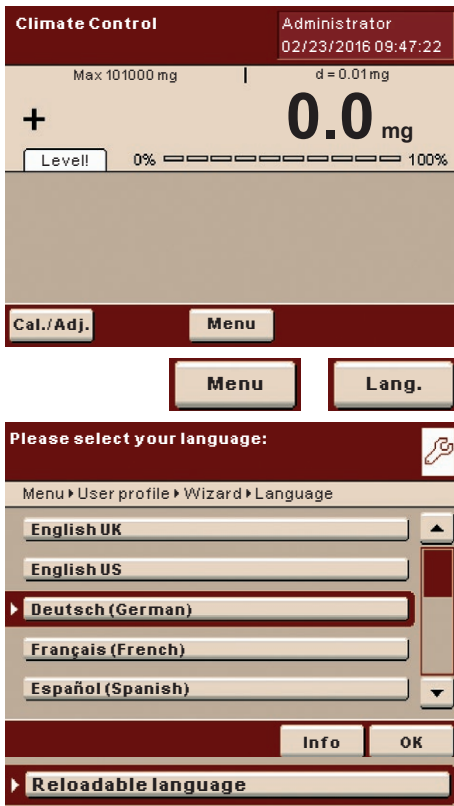 Climate Control Administrator
02/23/2016 09:47:22
Max 101000 mg d = 0.01 mg
+ 0.0 mg
Level! 0% 100%
Cal./Adj. Menu
Menu Lang.
Please select your language:
Menu User profile Wizard Language
English UK
English US
Deutsch (German)
Français (French)
Español (Spanish)
Info OK
Reloadable language